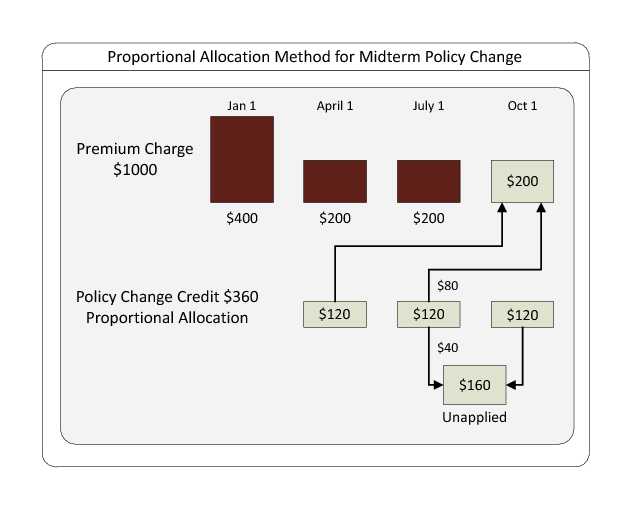 Proportional Allocation Method for Midterm Policy Change
Jan 1
April 1
July 1
Oct 1
Premium Charge
$1000
$200
$400
$200
$200
$80
Policy Change Credit $360
Proportional Allocation
$120
$120
$120
$40
$160
Unapplied